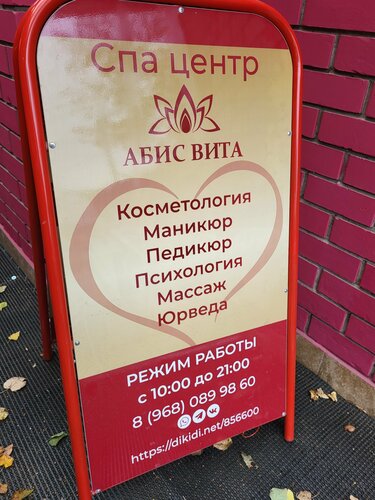 Спа центр
АБИС ВИТА
Косметология
Маникюр
Педикюр
Психология
Массаж
Юрведа
РЕЖИМ РАБОТЫ
с 10:00 до 21:00
8 (968) 089 98 60
https://dikidi.net/856600